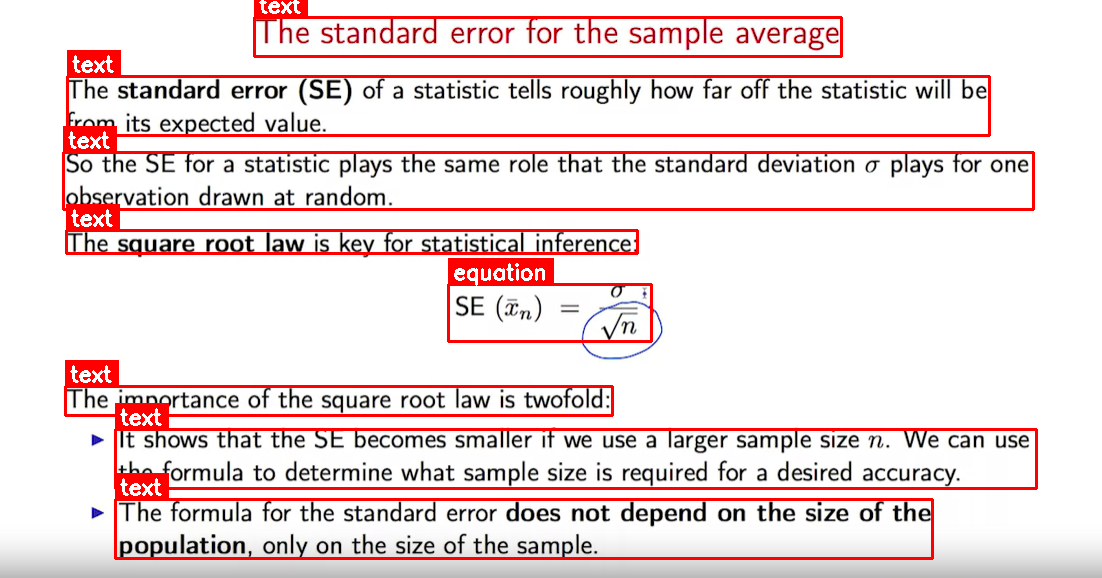 text
The standard error for the sample average
text
The standard error (SE) of a statistic tells roughly how far off the statistic will be
from its expected value.
text
So the SE for a statistic plays the same role that the standard deviation σ plays for one
observation drawn at random.
text
The square root law is key for statistical inference:
equation
SE (x̄ₙ) = σ / √n
text
The importance of the square root law is twofold:
text
▶ It shows that the SE becomes smaller if we use a larger sample size n. We can use
the formula to determine what sample size is required for a desired accuracy.
text
▶ The formula for the standard error does not depend on the size of the
population, only on the size of the sample.